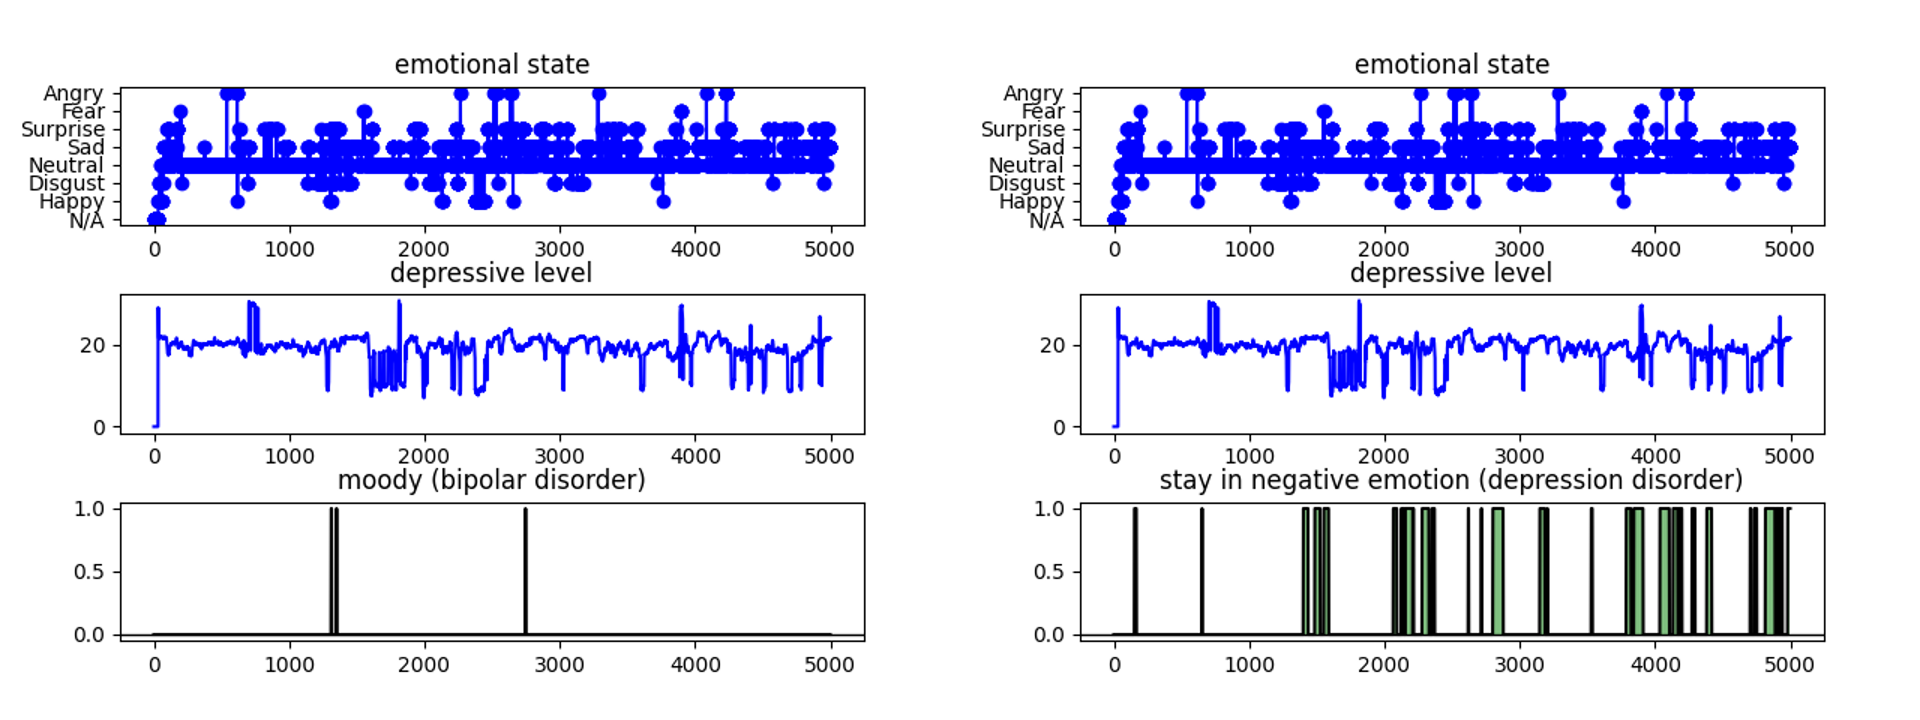 emotional state
Angry
Fear
Surprise
Sad
Neutral
Disgust
Happy
N/A
0 1000 2000 3000 4000 5000
depressive level
20
0
0 1000 2000 3000 4000 5000
moody (bipolar disorder)
1.0
0.5
0.0
0 1000 2000 3000 4000 5000
emotional state
Angry
Fear
Surprise
Sad
Neutral
Disgust
Happy
N/A
0 1000 2000 3000 4000 5000
depressive level
20
0
0 1000 2000 3000 4000 5000
stay in negative emotion (depression disorder)
1.0
0.5
0.0
0 1000 2000 3000 4000 5000